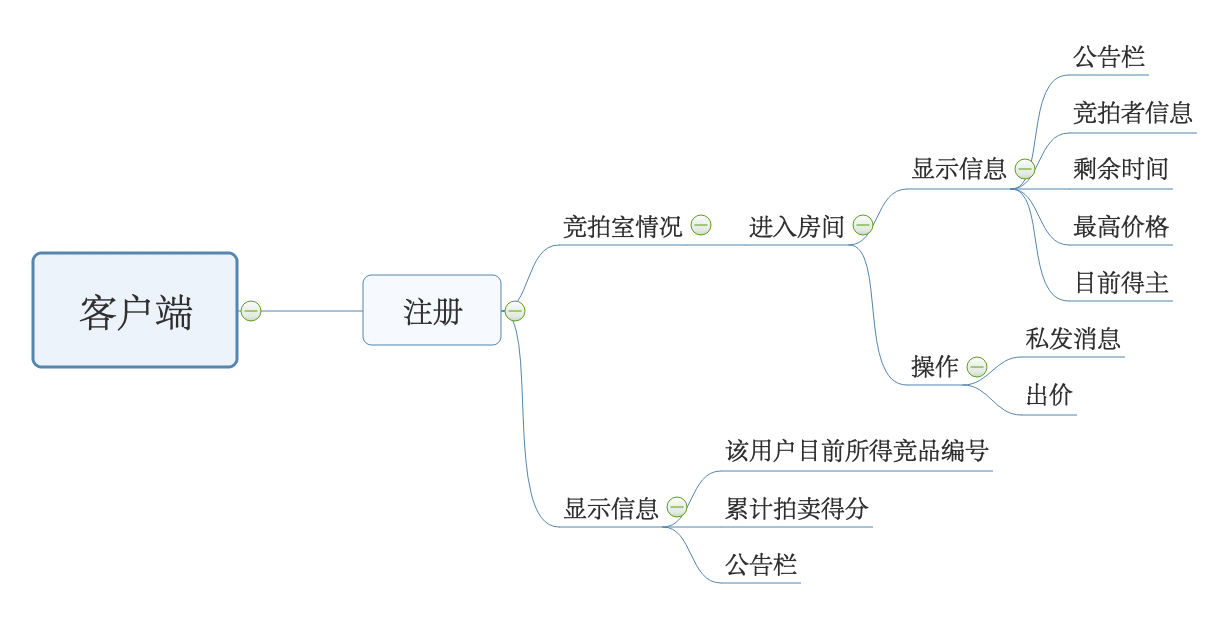 客户端
注册
竞拍室情况
进入房间
显示信息
公告栏
竞拍者信息
剩余时间
最高价格
目前得主
操作
私发消息
出价
显示信息
该用户目前所得竞品编号
累计拍卖得分
公告栏